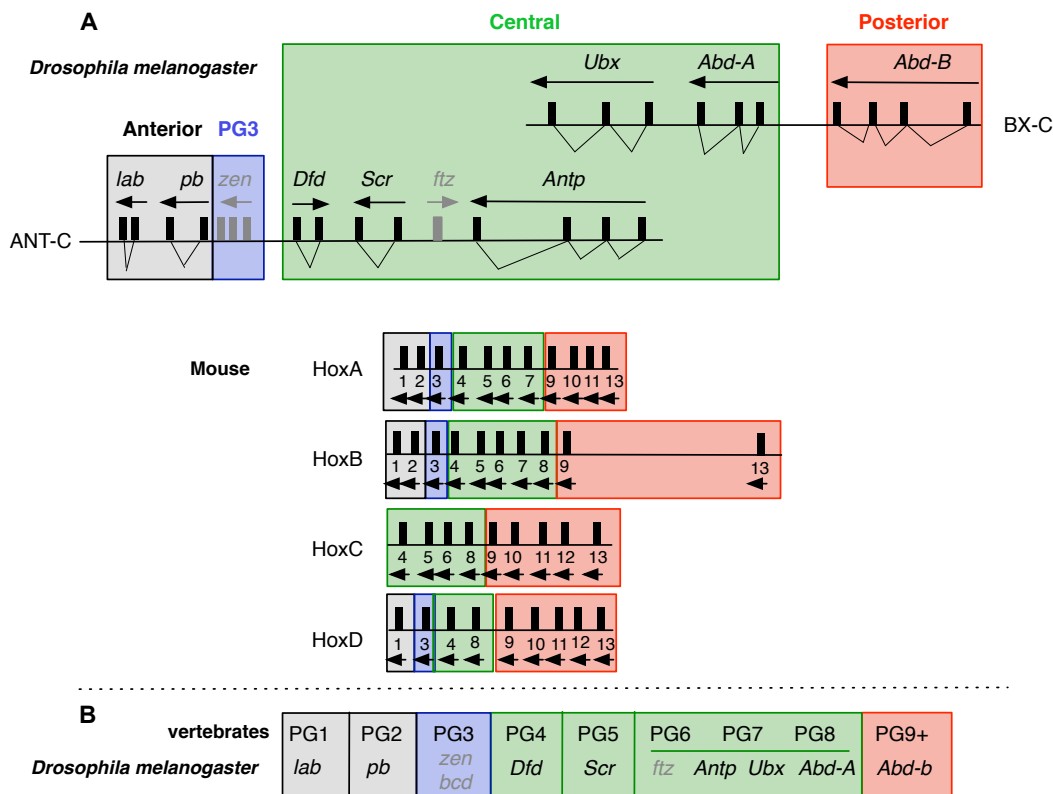 A
Central
Posterior
Drosophila melanogaster
Ubx Abd-A Abd-B
BX-C
Anterior PG3
lab pb zen Dfd Scr ftz Antp
ANT-C
Mouse
HoxA
1 2 3 4 5 6 7 9 10 11 13
HoxB
1 2 3 4 5 6 7 8 9 13
HoxC
4 5 6 8 9 10 11 12 13
HoxD
1 3 4 8 9 10 11 12 13
B
vertebrates PG1 PG2 PG3 PG4 PG5 PG6 PG7 PG8 PG9+
Drosophila melanogaster lab pb zen bcd Dfd Scr ftz Antp Ubx Abd-A Abd-b